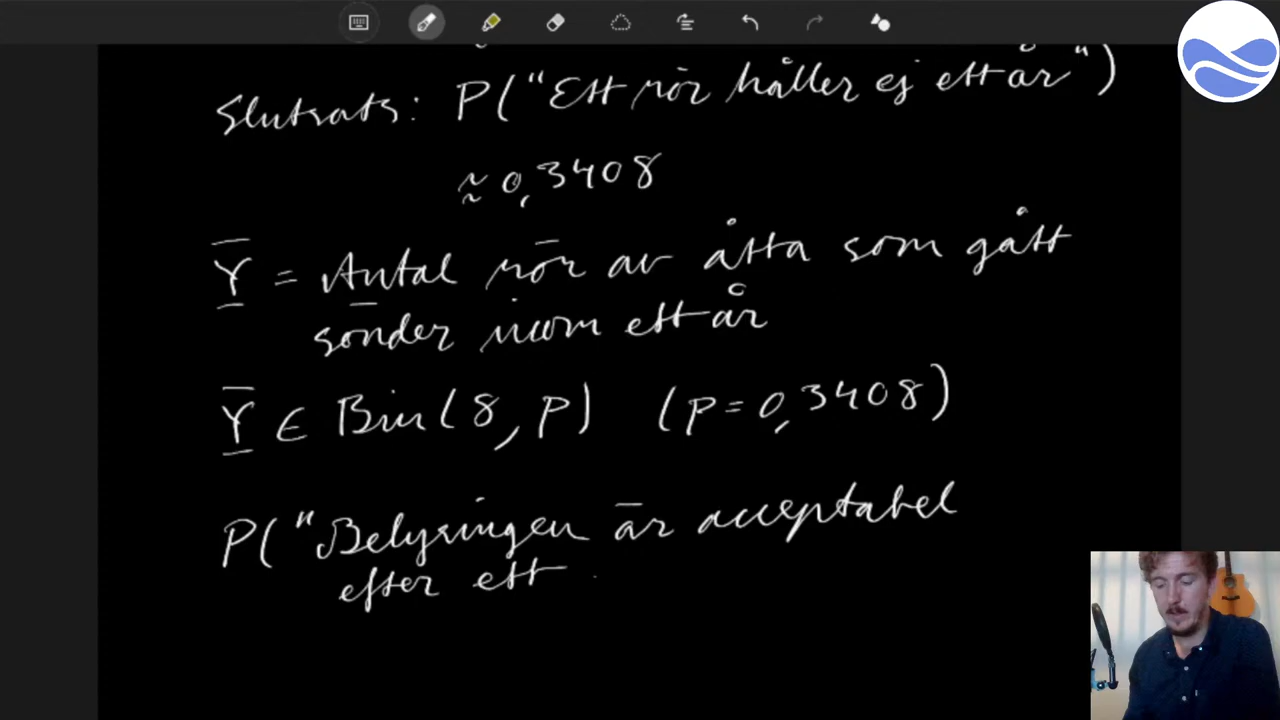 Slutsats: P("Ett rör håller ej ett år")
≈ 0,3408
Y = Antal rör av åtta som gått
sönder inom ett år
Y ∈ Bin(8, p) (p = 0,3408)
P("Belysningen är acceptabel
efter ett